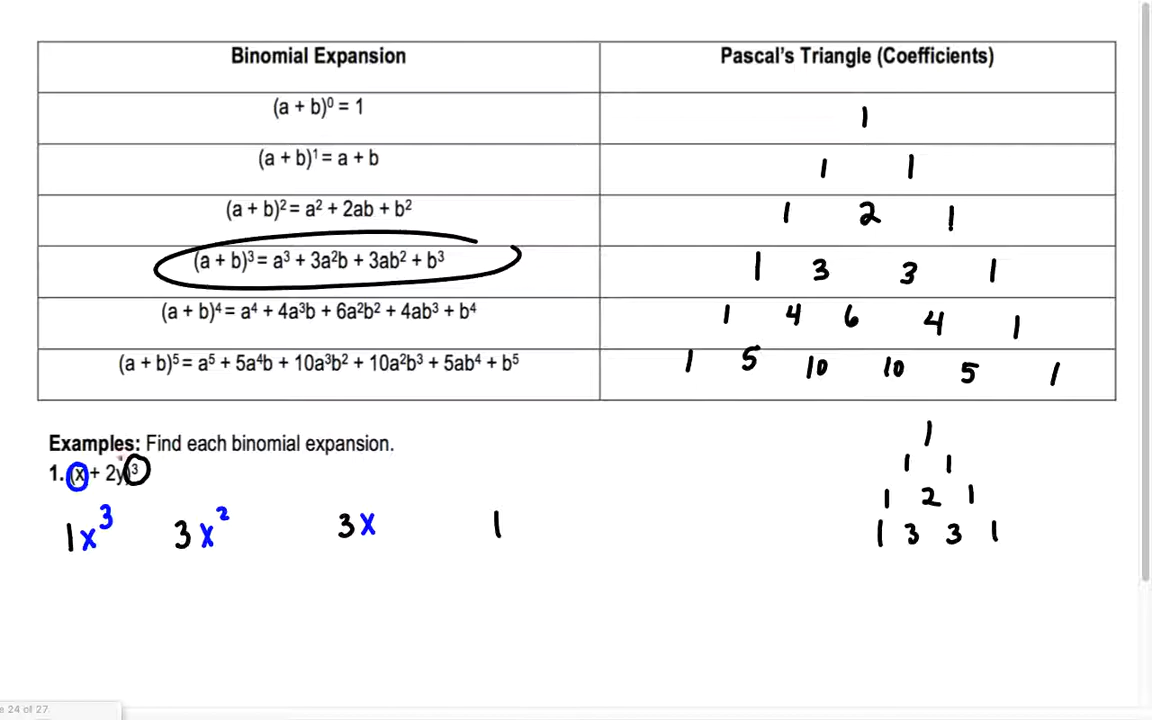 Binomial Expansion Pascal's Triangle (Coefficients)
(a + b)⁰ = 1 1
(a + b)¹ = a + b 1 1
(a + b)² = a² + 2ab + b² 1 2 1
(a + b)³ = a³ + 3a²b + 3ab² + b³ 1 3 3 1
(a + b)⁴ = a⁴ + 4a³b + 6a²b² + 4ab³ + b⁴ 1 4 6 4 1
(a + b)⁵ = a⁵ + 5a⁴b + 10a³b² + 10a²b³ + 5ab⁴ + b⁵ 1 5 10 10 5 1
Examples: Find each binomial expansion.
1. (x + 2y)³
1x³ 3x² 3x 1
1
1 1
1 2 1
1 3 3 1
e 24 of 27